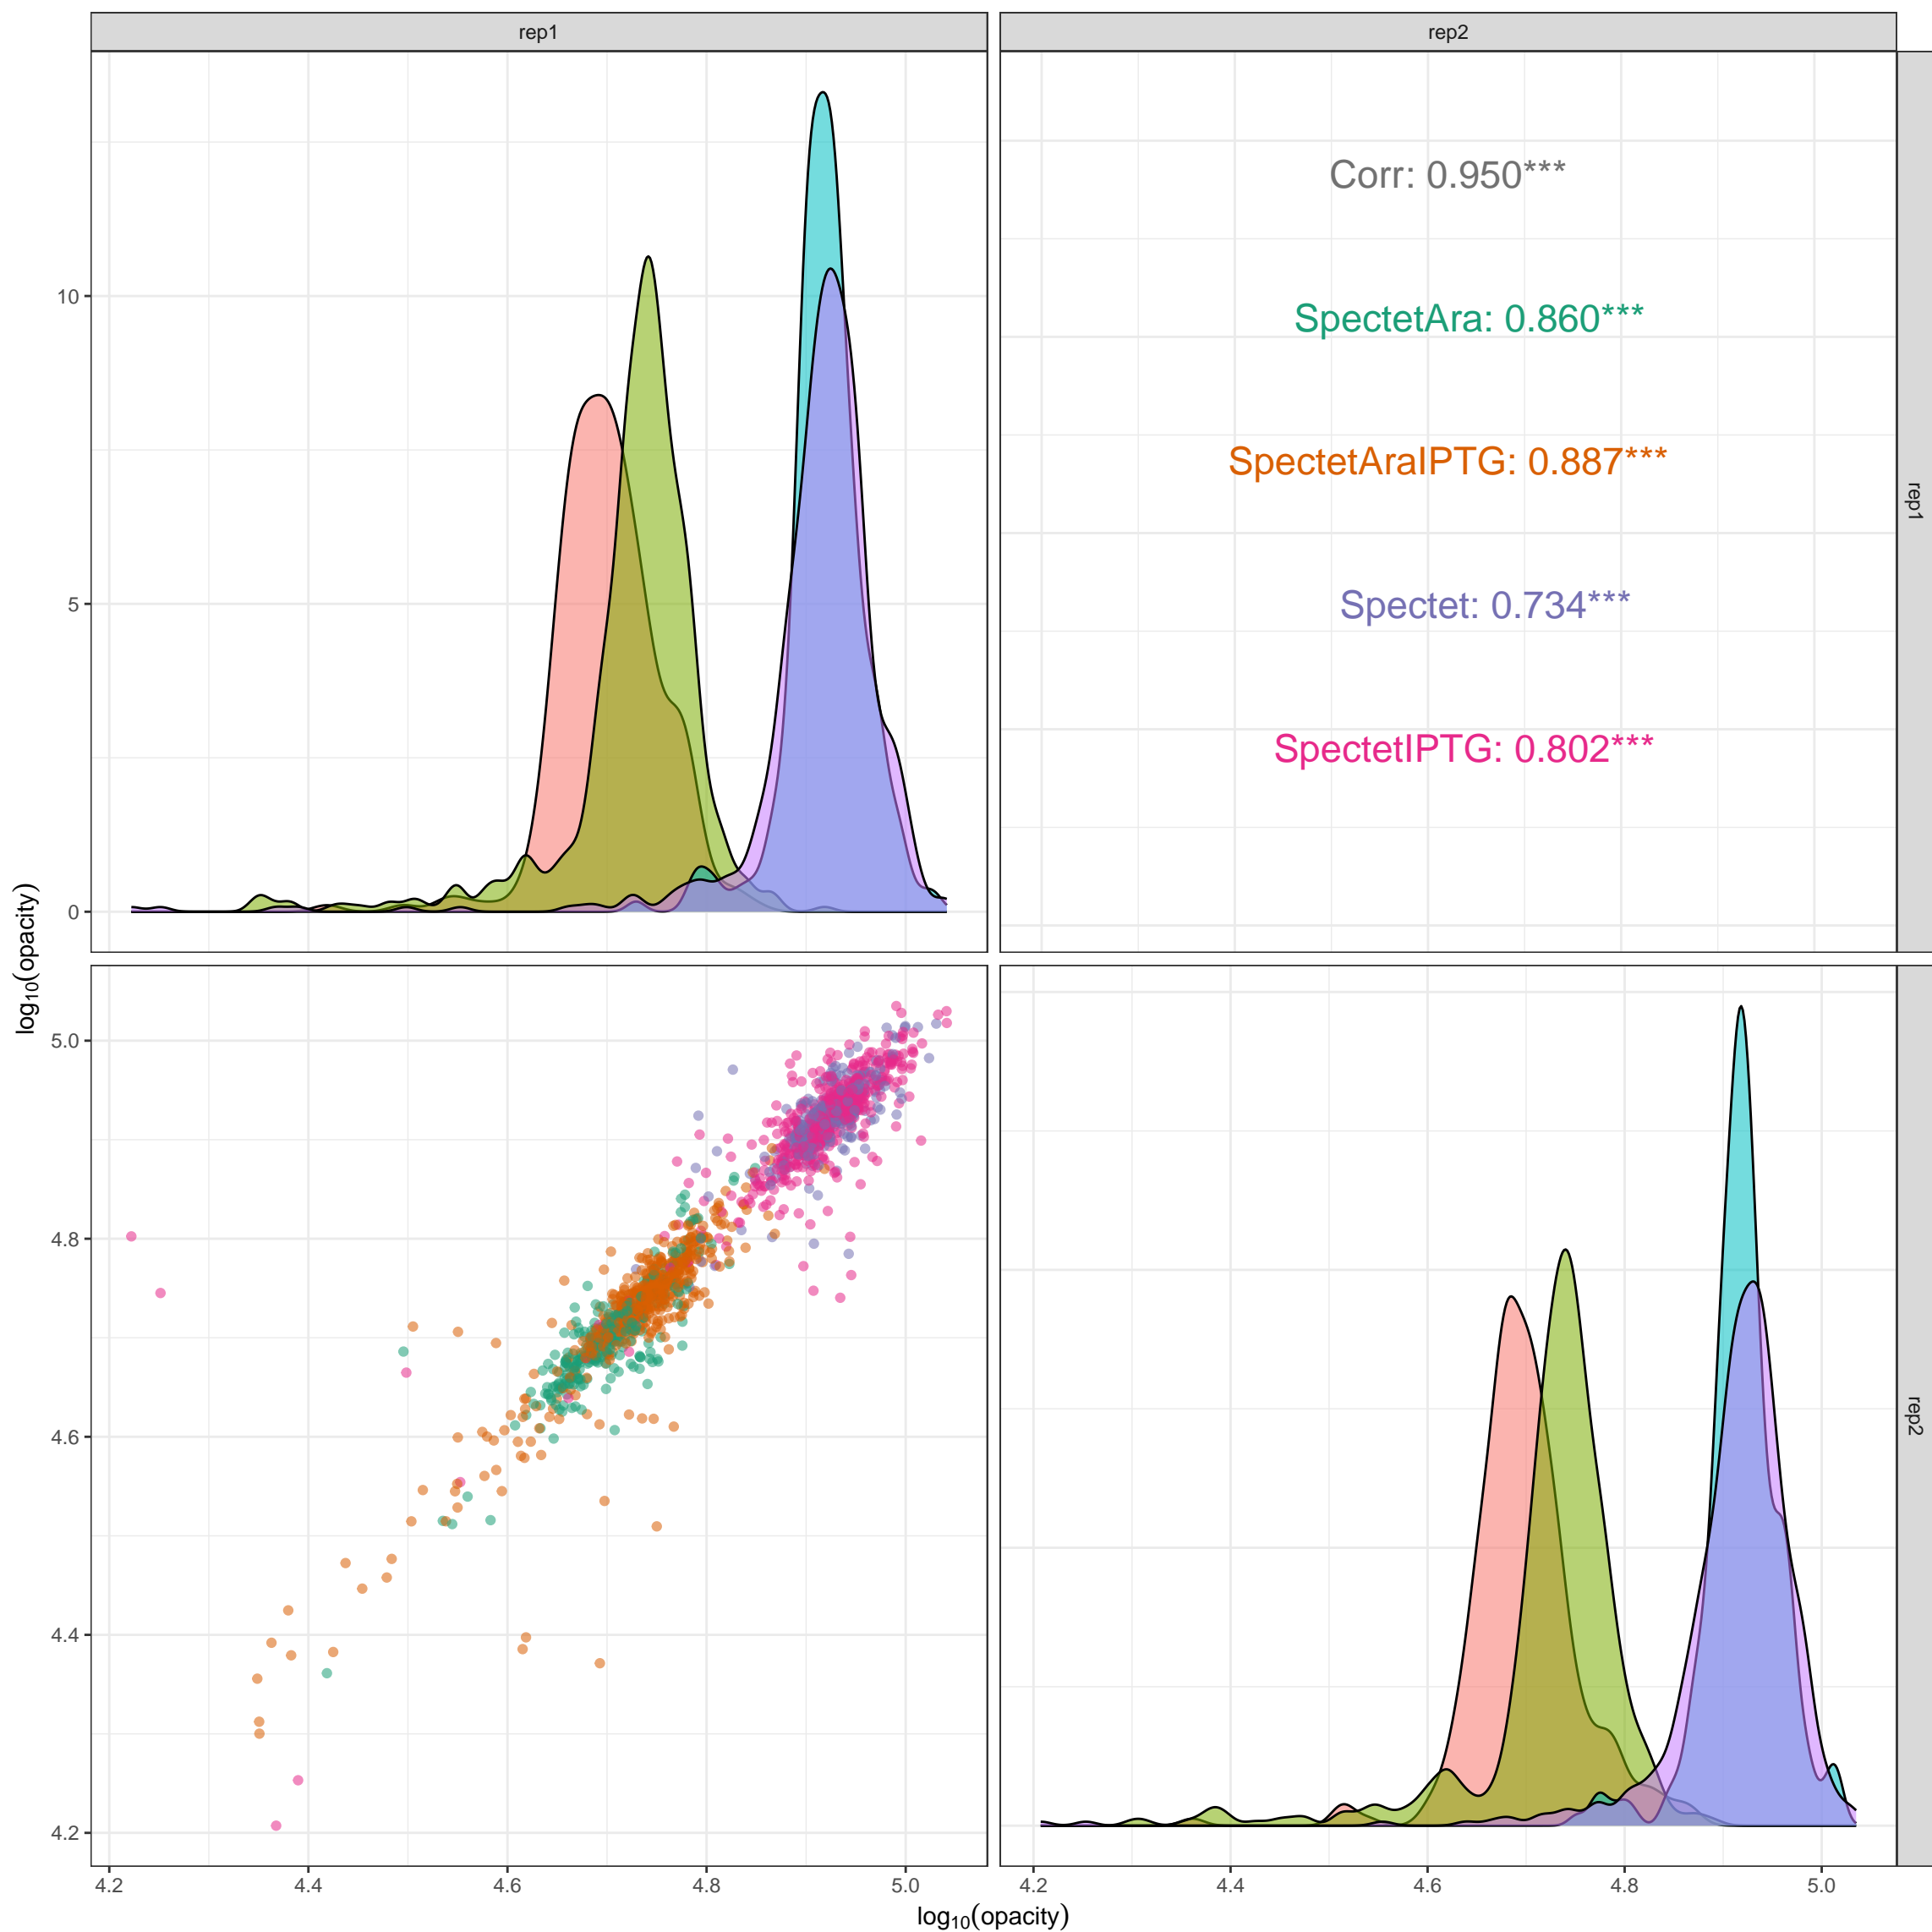 rep1
rep2
10
5
0
Corr: 0.950***
SpectetAra: 0.860***
SpectetAraIPTG: 0.887***
Spectet: 0.734***
SpectetIPTG: 0.802***
rep1
log₁₀(opacity)
5.0
4.8
4.6
4.4
4.2
rep2
4.2 4.4 4.6 4.8 5.0
4.2 4.4 4.6 4.8 5.0
log₁₀(opacity)